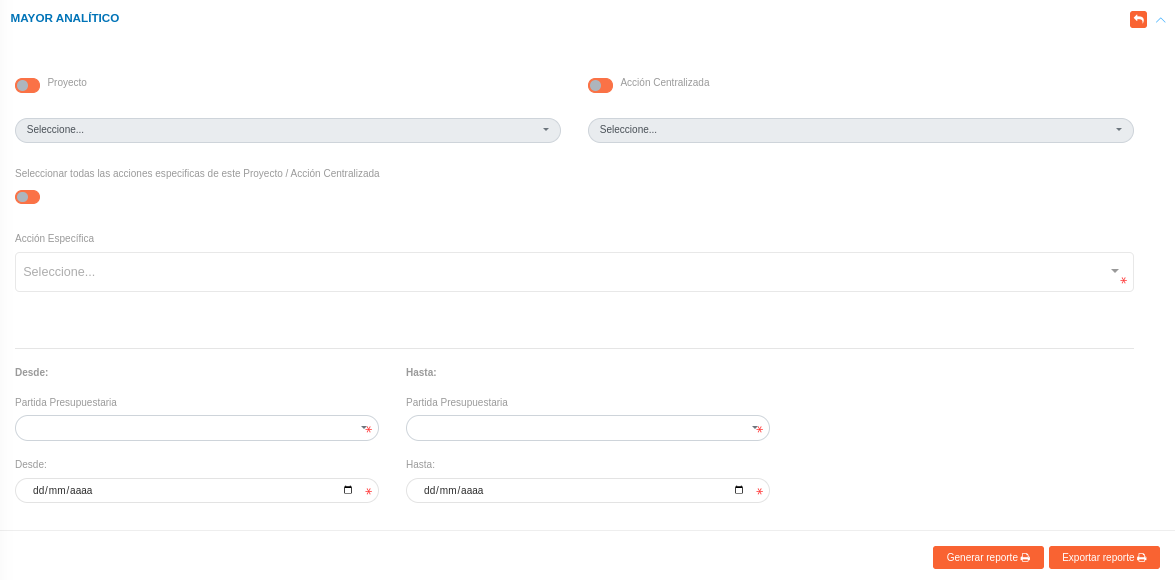 MAYOR ANALÍTICO
Proyecto
Acción Centralizada
Seleccione...
Seleccione...
Seleccionar todas las acciones especificas de este Proyecto / Acción Centralizada
Acción Específica
Seleccione...
Desde:
Hasta:
Partida Presupuestaria
Partida Presupuestaria
Desde:
Hasta:
dd/mm/aaaa
dd/mm/aaaa
Generar reporte
Exportar reporte